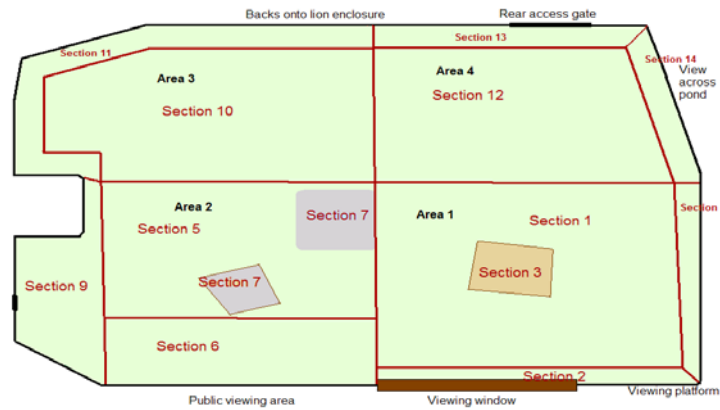 Backs onto lion enclosure
Rear access gate
Section 13
Section 11
Area 3
Area 4
Section 14
View
across
pond
Section 10
Section 12
Area 2
Section 5
Section 7
Area 1
Section 1
Section
Section 7
Section 3
Section 9
Section 6
Section 2
Viewing platform
Public viewing area
Viewing window